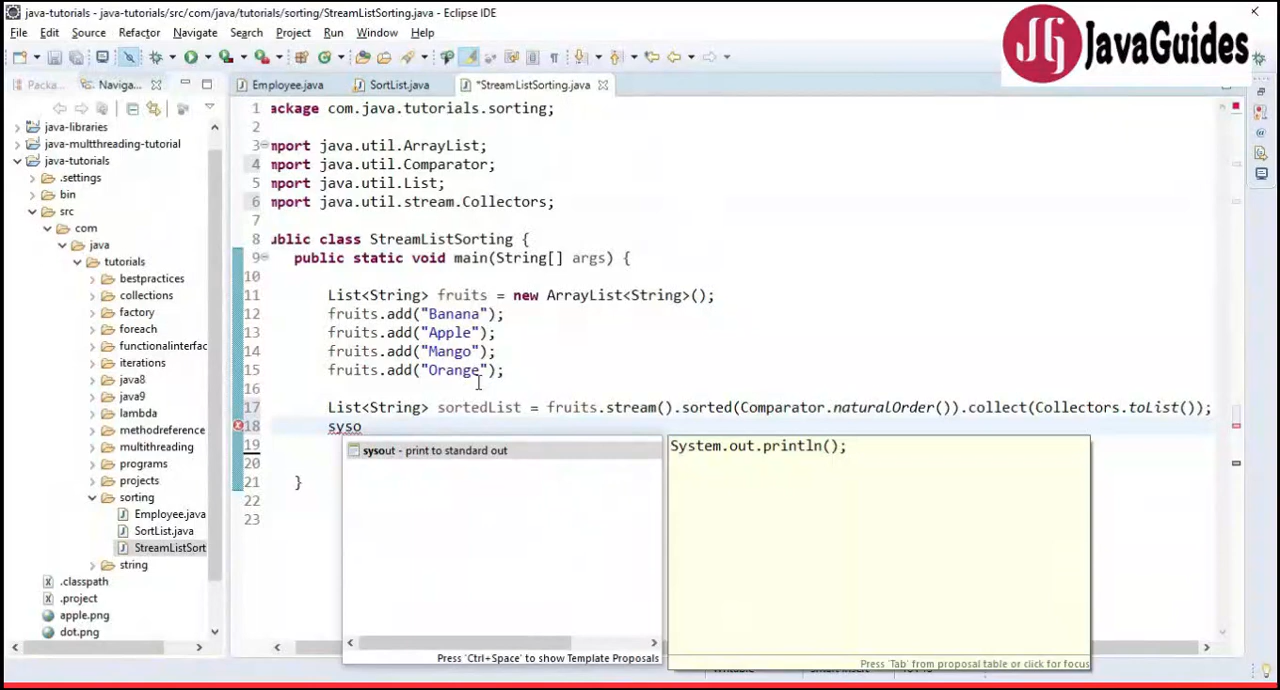 java-tutorials - java-tutorials/src/com/java/tutorials/sorting/StreamListSorting.java - Eclipse IDE
JG JavaGuides
File Edit Source Refactor Navigate Search Project Run Window Help
Packa... Naviga...
Employee.java SortList.java *StreamListSorting.java
java-libraries
java-multthreading-tutorial
java-tutorials
.settings
bin
src
com
java
tutorials
bestpractices
collections
factory
foreach
functionalinterfac
iterations
java8
java9
lambda
methodreference
multithreading
programs
projects
sorting
Employee.java
SortList.java
StreamListSort
string
.classpath
.project
apple.png
dot.png
1 ackage com.java.tutorials.sorting;
2
3 mport java.util.ArrayList;
4 mport java.util.Comparator;
5 mport java.util.List;
6 mport java.util.stream.Collectors;
7
8 ublic class StreamListSorting {
9 public static void main(String[] args) {
10
11 List<String> fruits = new ArrayList<String>();
12 fruits.add("Banana");
13 fruits.add("Apple");
14 fruits.add("Mango");
15 fruits.add("Orange");
16
17 List<String> sortedList = fruits.stream().sorted(Comparator.naturalOrder()).collect(Collectors.toList());
18 syso
19
20
21 }
22
23
sysout - print to standard out
Press 'Ctrl+Space' to show Template Proposals
System.out.println();
Press 'Tab' from proposal table or click for focus